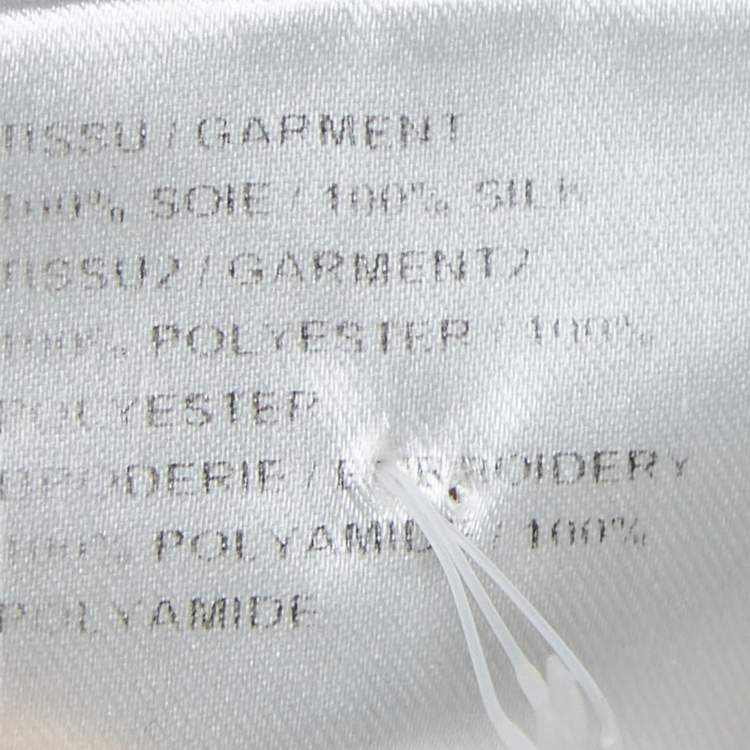 TISSU / GARMENT
100% SOIE / 100% SILK
TISSU2 / GARMENT2
100% POLYESTER / 100%
POLYESTER
BRODERIE / EMBROIDERY
100% POLYAMIDE / 100%
POLYAMIDE